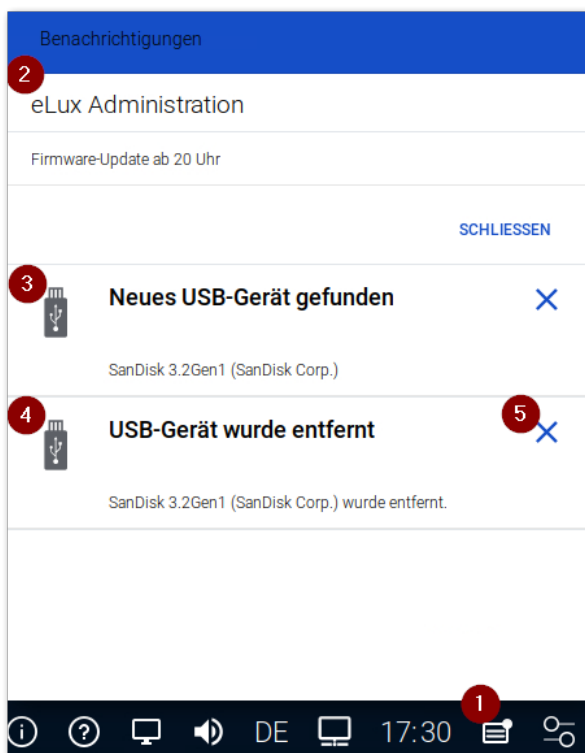 Benachrichtigungen
2
eLux Administration
Firmware-Update ab 20 Uhr
SCHLIESSEN
3
Neues USB-Gerät gefunden
SanDisk 3.2Gen1 (SanDisk Corp.)
4
USB-Gerät wurde entfernt
5
SanDisk 3.2Gen1 (SanDisk Corp.) wurde entfernt.
1
DE 17:30